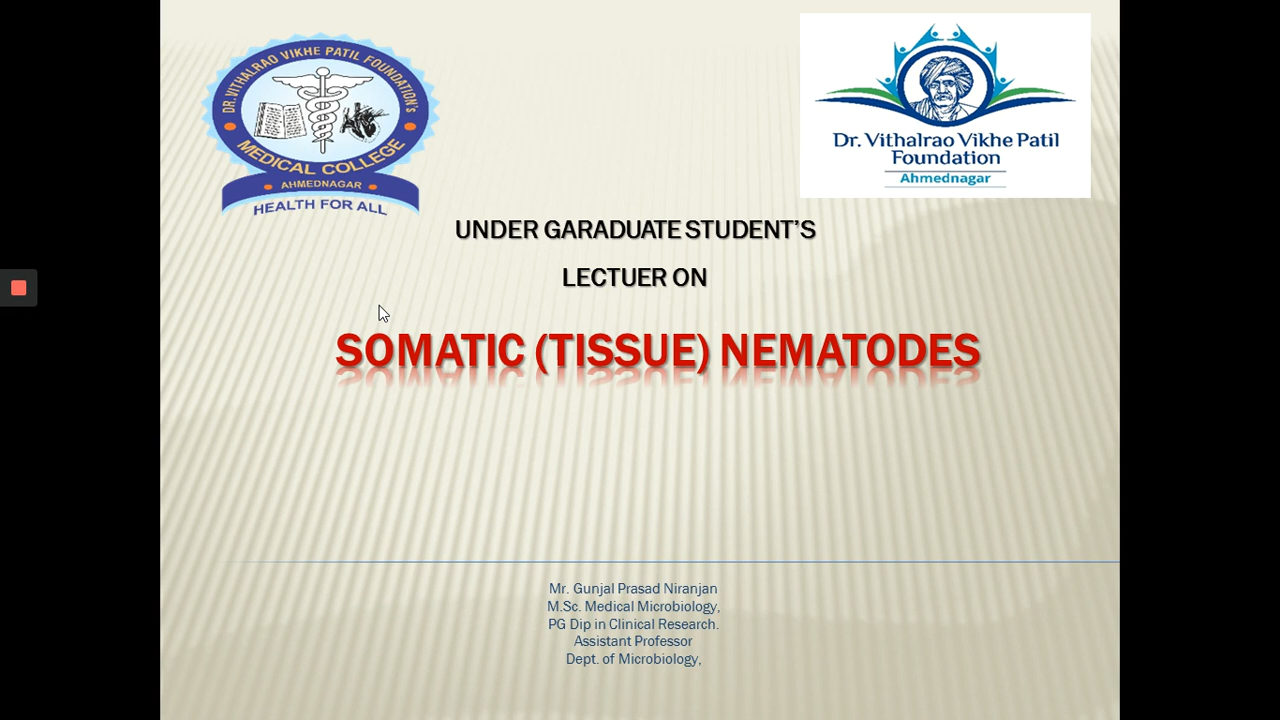 DR.VITHALRAO VIKHE PATIL FOUNDATION'S
MEDICAL COLLEGE
AHMEDNAGAR
HEALTH FOR ALL
Dr. Vithalrao Vikhe Patil
Foundation
Ahmednagar
UNDER GARADUATE STUDENT’S
LECTUER ON
SOMATIC (TISSUE) NEMATODES
Mr. Gunjal Prasad Niranjan
M.Sc. Medical Microbiology,
PG Dip in Clinical Research.
Assistant Professor
Dept. of Microbiology,